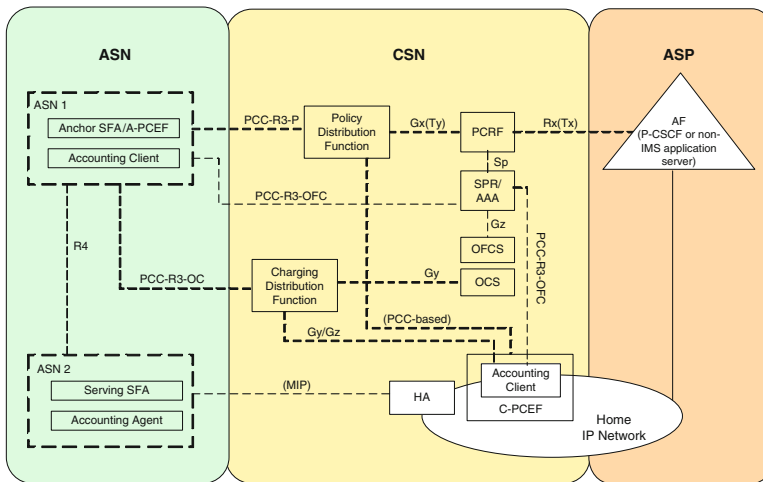 ASN
CSN
ASP
ASN 1
Anchor SFA/A-PCEF
Accounting Client
PCC-R3-P
Policy
Distribution
Function
Gx(Ty)
PCRF
Rx(Tx)
AF
(P-CSCF or non-
IMS application
server)
Sp
PCC-R3-OFC
SPR/
AAA
Gz
PCC-R3-OFC
R4
OFCS
PCC-R3-OC
Charging
Distribution
Function
Gy
OCS
(PCC-based)
Gy/Gz
ASN 2
Serving SFA
Accounting Agent
(MIP)
HA
Accounting
Client
C-PCEF
Home
IP Network